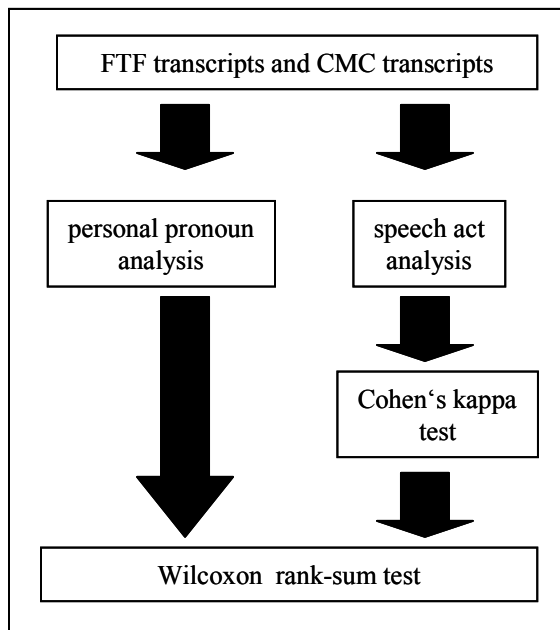 FTF transcripts and CMC transcripts
personal pronoun
analysis
speech act
analysis
Cohen‘s kappa
test
Wilcoxon rank-sum test